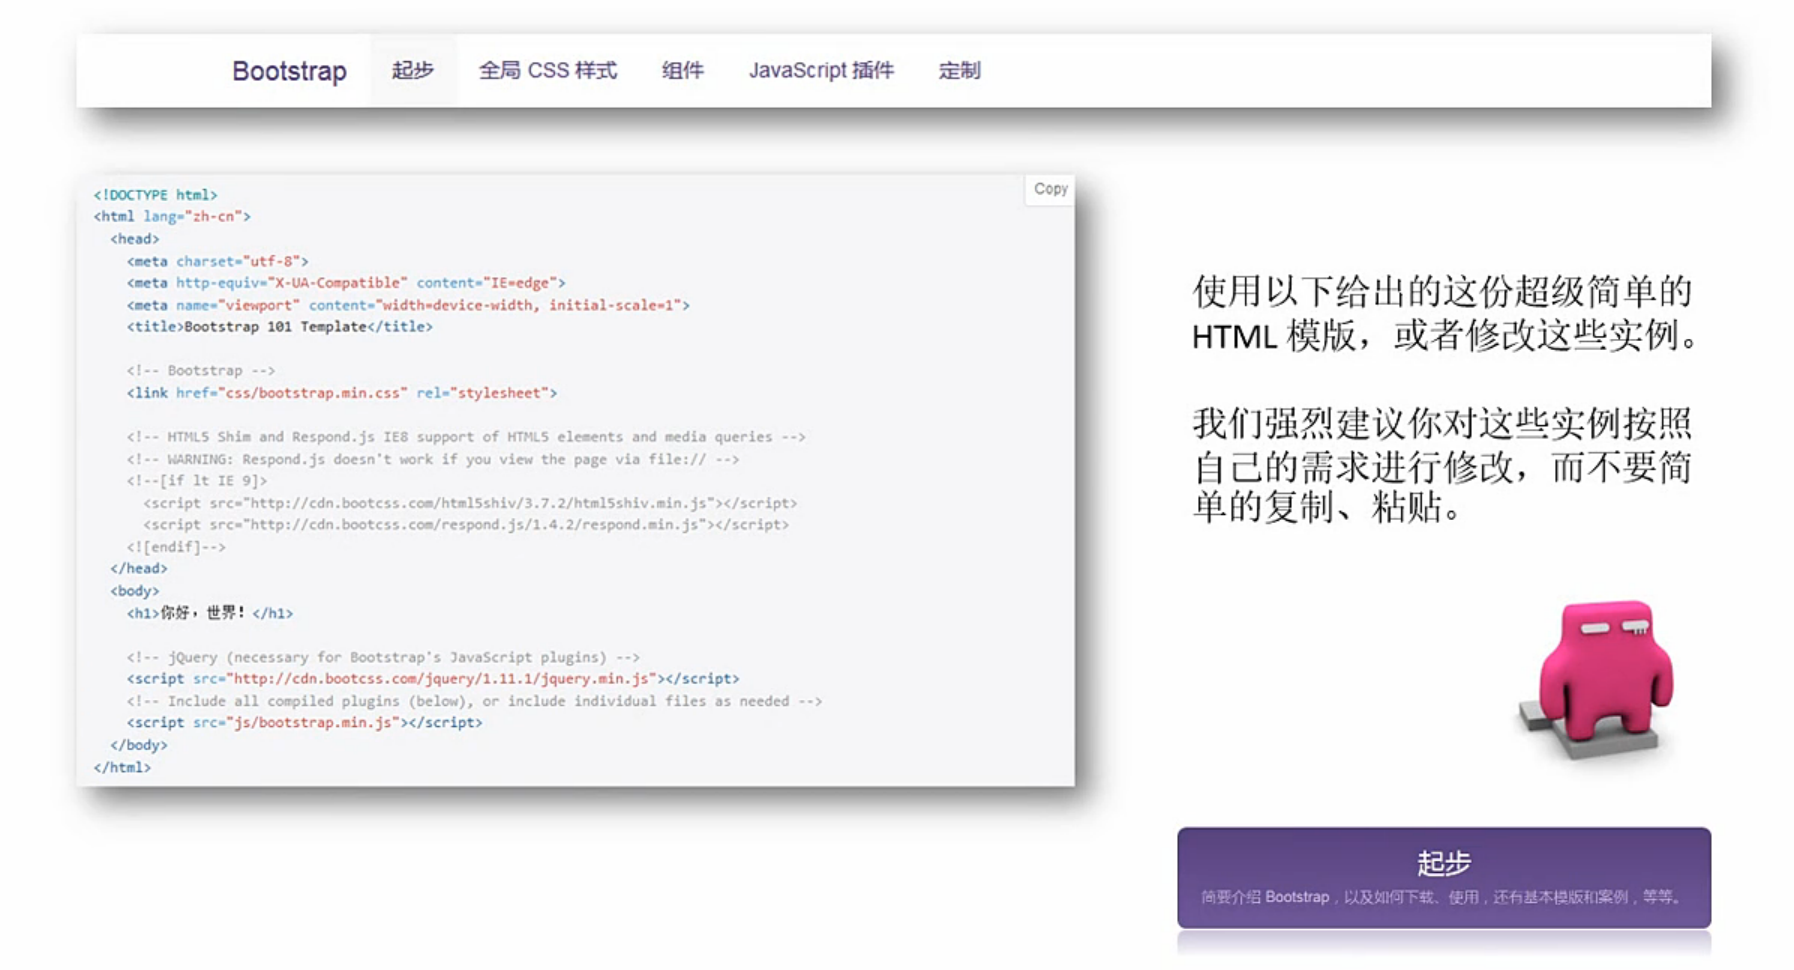 Bootstrap 起步 全局 CSS 样式 组件 JavaScript 插件 定制
Copy
<!DOCTYPE html>
<html lang="zh-cn">
<head>
<meta charset="utf-8">
<meta http-equiv="X-UA-Compatible" content="IE=edge">
<meta name="viewport" content="width=device-width, initial-scale=1">
<title>Bootstrap 101 Template</title>
<!-- Bootstrap -->
<link href="css/bootstrap.min.css" rel="stylesheet">
<!-- HTML5 Shim and Respond.js IE8 support of HTML5 elements and media queries -->
<!-- WARNING: Respond.js doesn't work if you view the page via file:// -->
<!--[if lt IE 9]>
<script src="http://cdn.bootcss.com/html5shiv/3.7.2/html5shiv.min.js"></script>
<script src="http://cdn.bootcss.com/respond.js/1.4.2/respond.min.js"></script>
<![endif]-->
</head>
<body>
<h1>你好，世界！</h1>
<!-- jQuery (necessary for Bootstrap's JavaScript plugins) -->
<script src="http://cdn.bootcss.com/jquery/1.11.1/jquery.min.js"></script>
<!-- Include all compiled plugins (below), or include individual files as needed -->
<script src="js/bootstrap.min.js"></script>
</body>
</html>
使用以下给出的这份超级简单的
HTML 模版，或者修改这些实例。
我们强烈建议你对这些实例按照
自己的需求进行修改，而不要简
单的复制、粘贴。
起步
简要介绍 Bootstrap，以及如何下载、使用，还有基本模版和案例，等等。